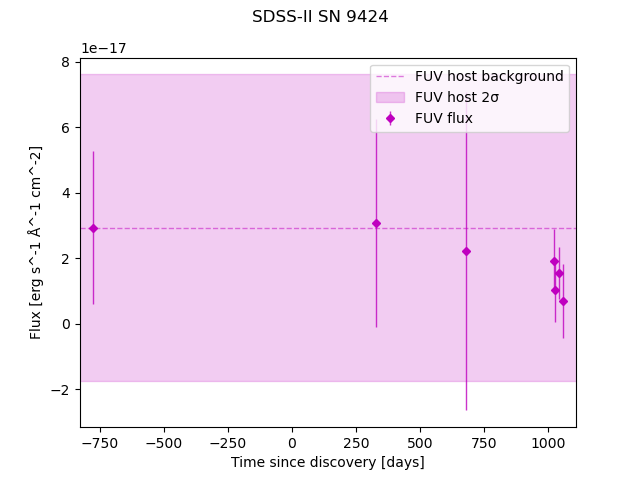 SDSS-II SN 9424
1e−17
FUV host background
FUV host 2σ
FUV flux
8
6
4
2
0
−2
Flux [erg s^-1 Å^-1 cm^-2]
−750 −500 −250 0 250 500 750 1000
Time since discovery [days]